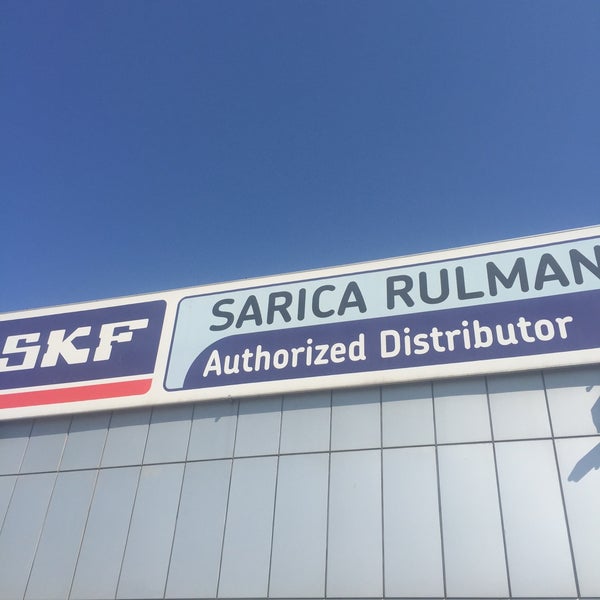 SKF
SARICA RULMAN
Authorized Distributor